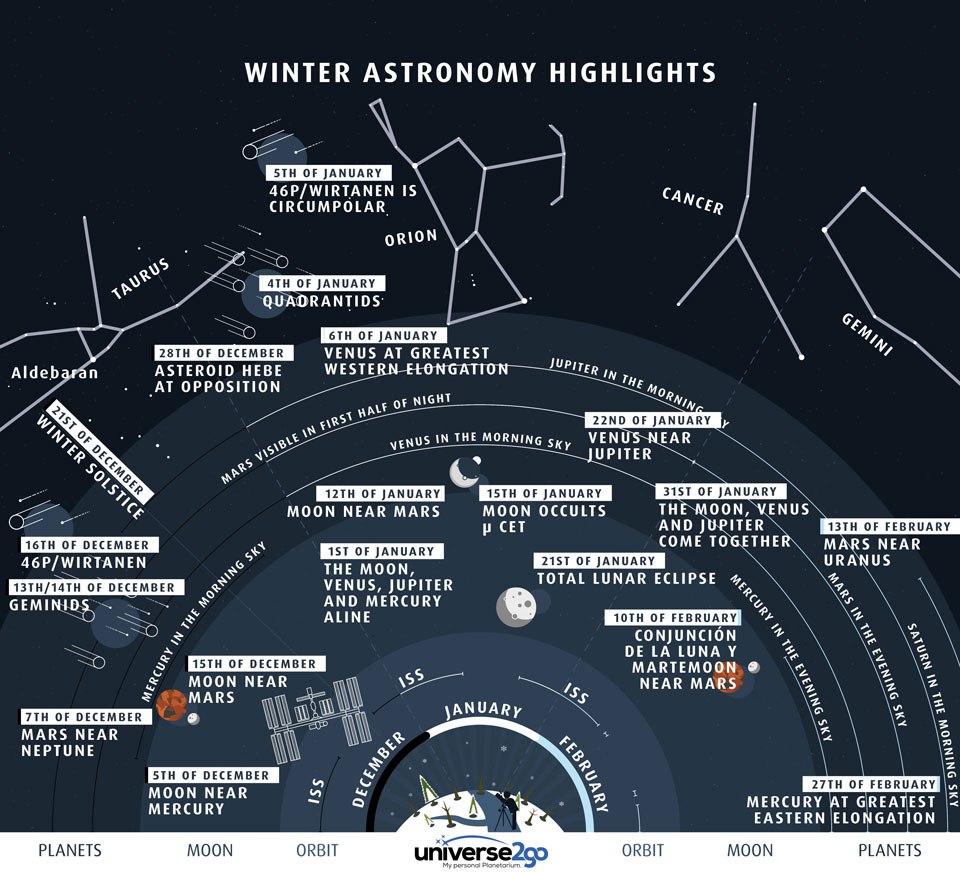 WINTER ASTRONOMY HIGHLIGHTS
5TH OF JANUARY
46P/WIRTANEN IS
CIRCUMPOLAR
ORION
CANCER
GEMINI
TAURUS
Aldebaran
4TH OF JANUARY
QUADRANTIDS
28TH OF DECEMBER
ASTEROID HEBE
AT OPPOSITION
6TH OF JANUARY
VENUS AT GREATEST
WESTERN ELONGATION
JUPITER IN THE MORNING SKY
MARS VISIBLE IN FIRST HALF OF NIGHT
VENUS IN THE MORNING SKY
22ND OF JANUARY
VENUS NEAR
JUPITER
21ST OF DECEMBER
WINTER SOLSTICE
12TH OF JANUARY
MOON NEAR MARS
15TH OF JANUARY
MOON OCCULTS
μ CET
31ST OF JANUARY
THE MOON, VENUS
AND JUPITER
COME TOGETHER
13TH OF FEBRUARY
MARS NEAR
URANUS
16TH OF DECEMBER
46P/WIRTANEN
13TH/14TH OF DECEMBER
GEMINIDS
1ST OF JANUARY
THE MOON,
VENUS, JUPITER
AND MERCURY
ALINE
21ST OF JANUARY
TOTAL LUNAR ECLIPSE
10TH OF FEBRUARY
CONJUNCIÓN
DE LA LUNA Y
MARTEMOON
NEAR MARS
MERCURY IN THE MORNING SKY
MERCURY IN THE EVENING SKY
MARS IN THE EVENING SKY
SATURN IN THE MORNING SKY
15TH OF DECEMBER
MOON NEAR
MARS
7TH OF DECEMBER
MARS NEAR
NEPTUNE
5TH OF DECEMBER
MOON NEAR
MERCURY
ISS
ISS
ISS
DECEMBER
JANUARY
FEBRUARY
27TH OF FEBRUARY
MERCURY AT GREATEST
EASTERN ELONGATION
PLANETS
MOON
ORBIT
universe2go
My personal Planetarium.
ORBIT
MOON
PLANETS